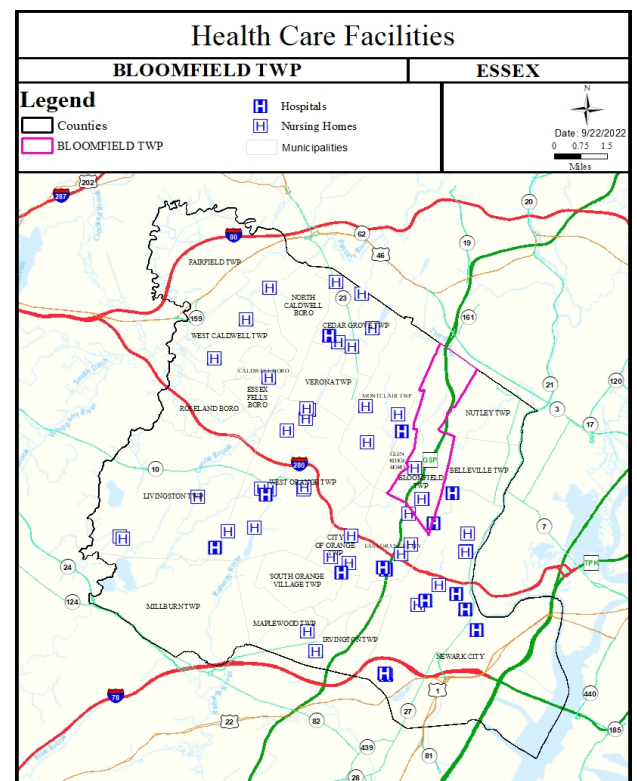 Health Care Facilities
BLOOMFIELD TWP
ESSEX
Legend
Counties
BLOOMFIELD TWP
H Hospitals
H Nursing Homes
Municipalities
N
Date: 9/22/2022
0 0.75 1.5
Miles
202
287
20
62
19
80
46
FAIRFIELD TWP
NORTH
CALDWELL
BORO
23
159
161
CEDAR GROVE TWP
WEST CALDWELL TWP
CALDWELL BORO
VERONA TWP
ESSEX
FELLS
BORO
21
120
MONTCLAIR TWP
ROSELAND BORO
3
NUTLEY TWP
17
GLEN
RIDGE
BORO
GSP
280
10
BELLEVILLE TWP
BLOOMFIELD
TWP
WEST ORANGE TWP
LIVINGSTON TWP
7
CITY
OF ORANGE
TWP
24
TPK
SOUTH ORANGE
VILLAGE TWP
124
MILLBURN TWP
MAPLEWOOD TWP
IRVINGTON TWP
NEWARK CITY
78
1
440
27
22
82
185
439
81
28